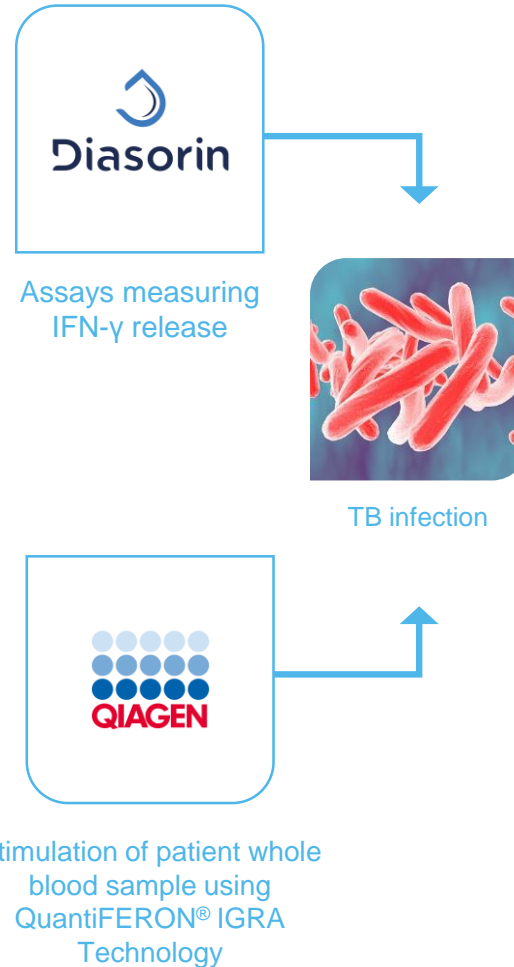 Diasorin
Assays measuring
IFN-γ release
TB infection
QIAGEN
timulation of patient whole
blood sample using
QuantiFERON® IGRA
Technology